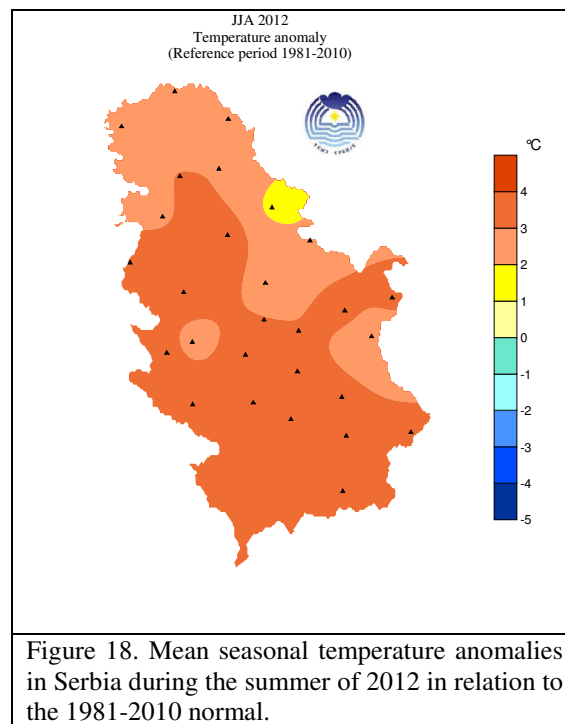 JJA 2012
Temperature anomaly
(Reference period 1981-2010)
РХМЗ СРБИЈЕ
°C
4
3
2
1
0
-1
-2
-3
-4
-5
Figure 18. Mean seasonal temperature anomalies
in Serbia during the summer of 2012 in relation to
the 1981-2010 normal.